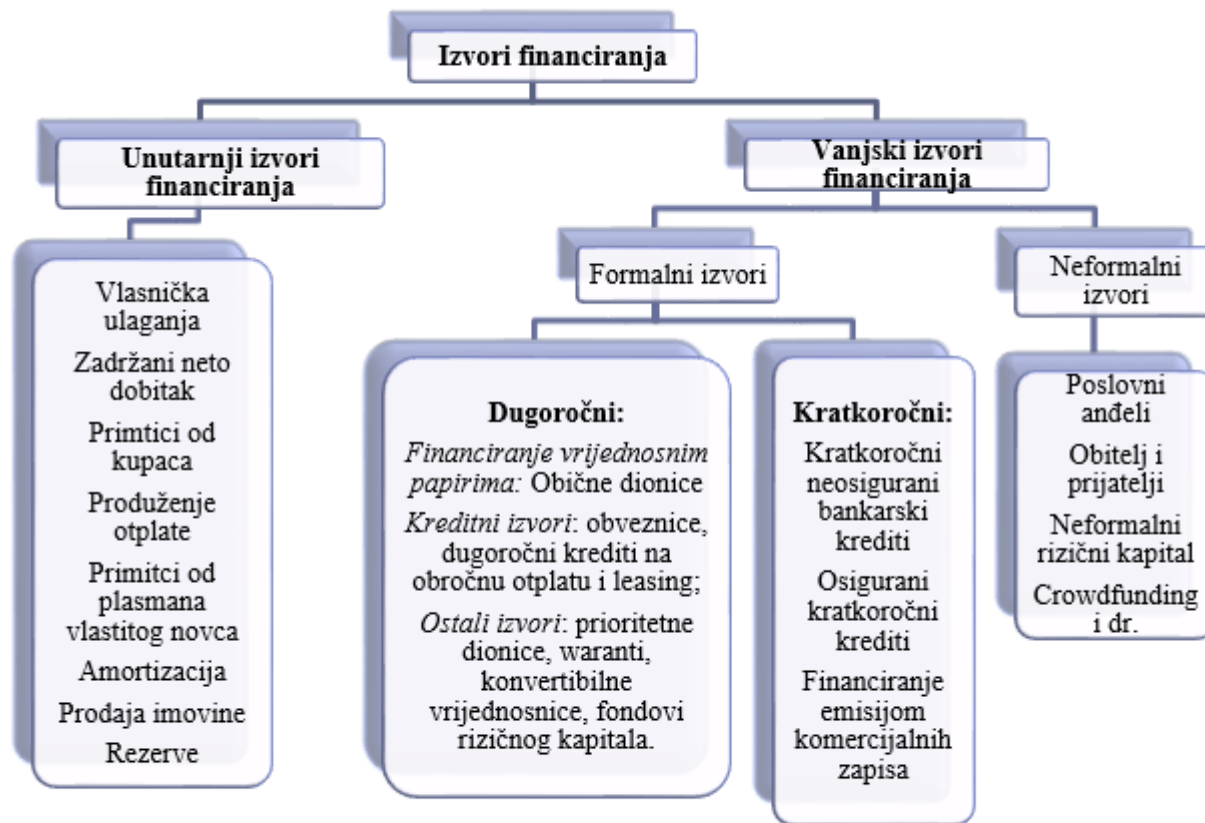 Izvori financiranja
Unutarnji izvori
financiranja
Vlasnička
ulaganja
Zadržani neto
dobitak
Primtici od
kupaca
Produženje
otplate
Primitci od
plasmana
vlastitog novca
Amortizacija
Prodaja imovine
Rezerve
Vanjski izvori
financiranja
Formalni izvori
Dugoročni:
Financiranje vrijednosnim
papirima: Obične dionice
Kreditni izvori: obveznice,
dugoročni krediti na
obročnu otplatu i leasing;
Ostali izvori: prioritetne
dionice, waranti,
konvertibilne
vrijednosnice, fondovi
rizičnog kapitala.
Kratkoročni:
Kratkoročni
neosigurani
bankarski
krediti
Osigurani
kratkoročni
krediti
Financiranje
emisijom
komercijalnih
zapisa
Neformalni
izvori
Poslovni
anđeli
Obitelj i
prijatelji
Neformalni
rizični kapital
Crowdfunding
i dr.